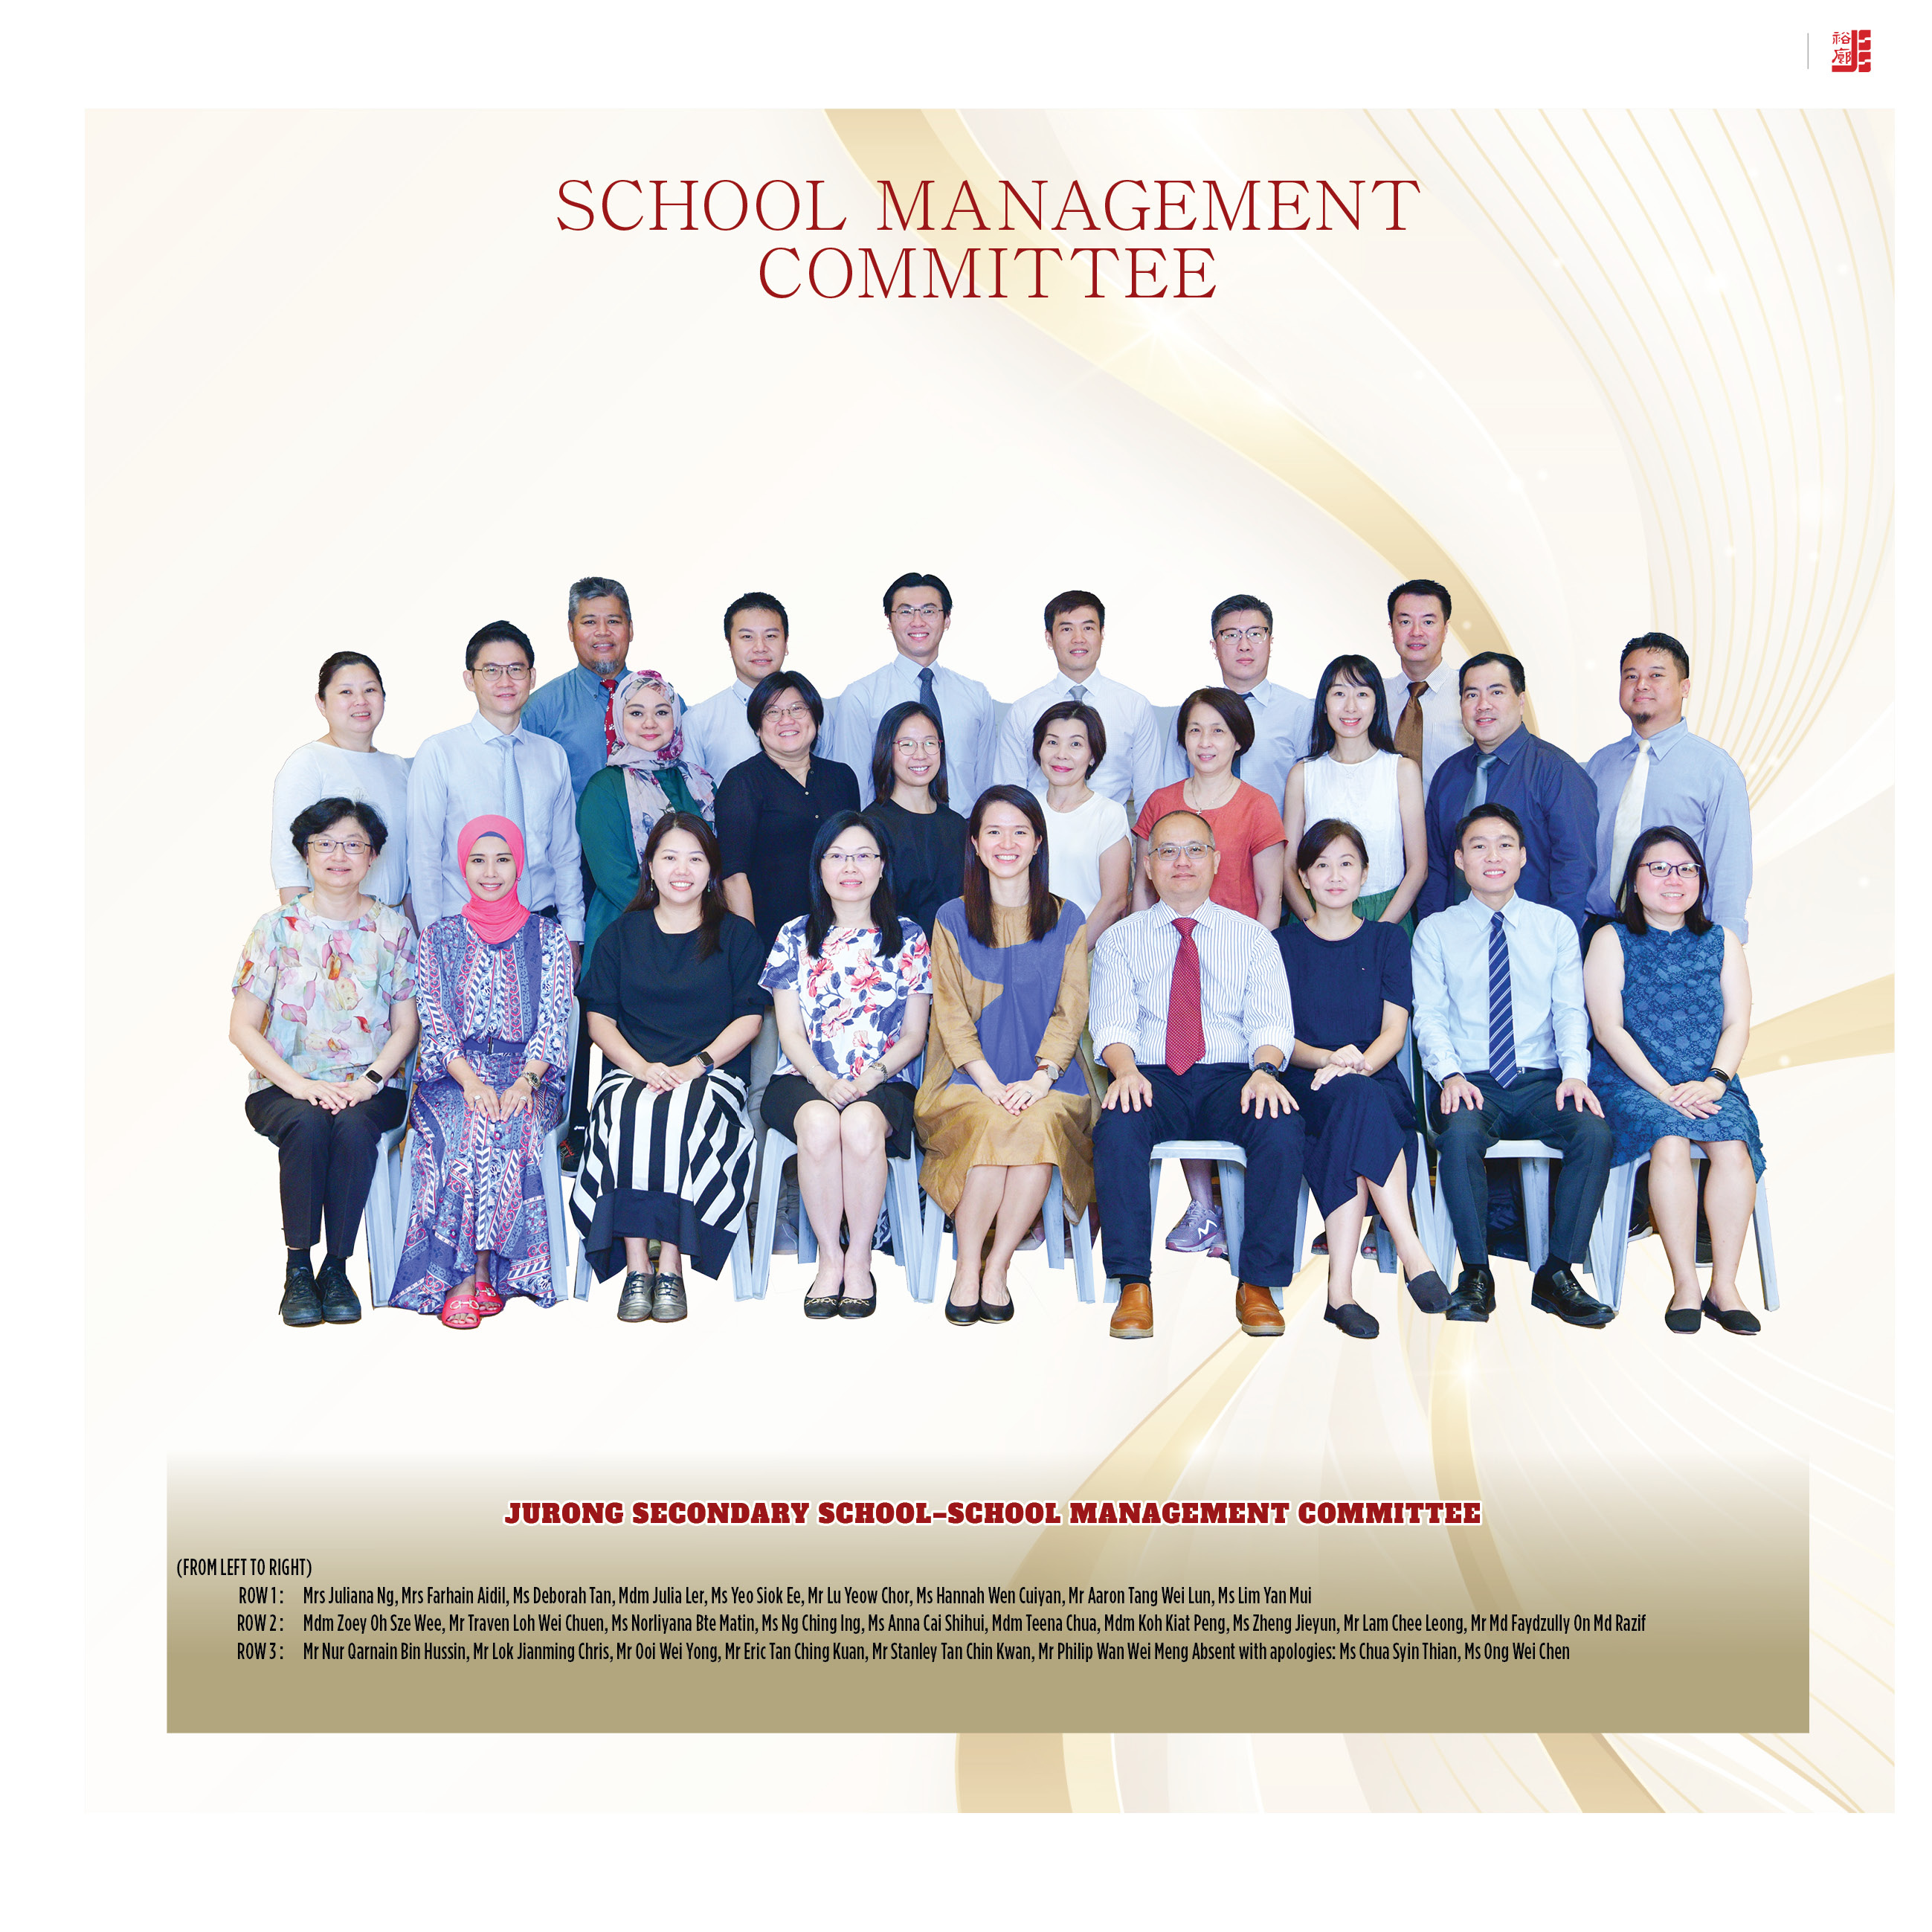 裕廊
SCHOOL MANAGEMENT
COMMITTEE
JURONG SECONDARY SCHOOL–SCHOOL MANAGEMENT COMMITTEE
(FROM LEFT TO RIGHT)
ROW 1 : Mrs Juliana Ng, Mrs Farhain Aidil, Ms Deborah Tan, Mdm Julia Ler, Ms Yeo Siok Ee, Mr Lu Yeow Chor, Ms Hannah Wen Cuiyan, Mr Aaron Tang Wei Lun, Ms Lim Yan Mui
ROW 2 : Mdm Zoey Oh Sze Wee, Mr Traven Loh Wei Chuen, Ms Norliyana Bte Matin, Ms Ng Ching Ing, Ms Anna Cai Shihui, Mdm Teena Chua, Mdm Koh Kiat Peng, Ms Zheng Jieyun, Mr Lam Chee Leong, Mr Md Faydzully On Md Razif
ROW 3 : Mr Nur Qarnain Bin Hussin, Mr Lok Jianming Chris, Mr Ooi Wei Yong, Mr Eric Tan Ching Kuan, Mr Stanley Tan Chin Kwan, Mr Philip Wan Wei Meng Absent with apologies: Ms Chua Syin Thian, Ms Ong Wei Chen